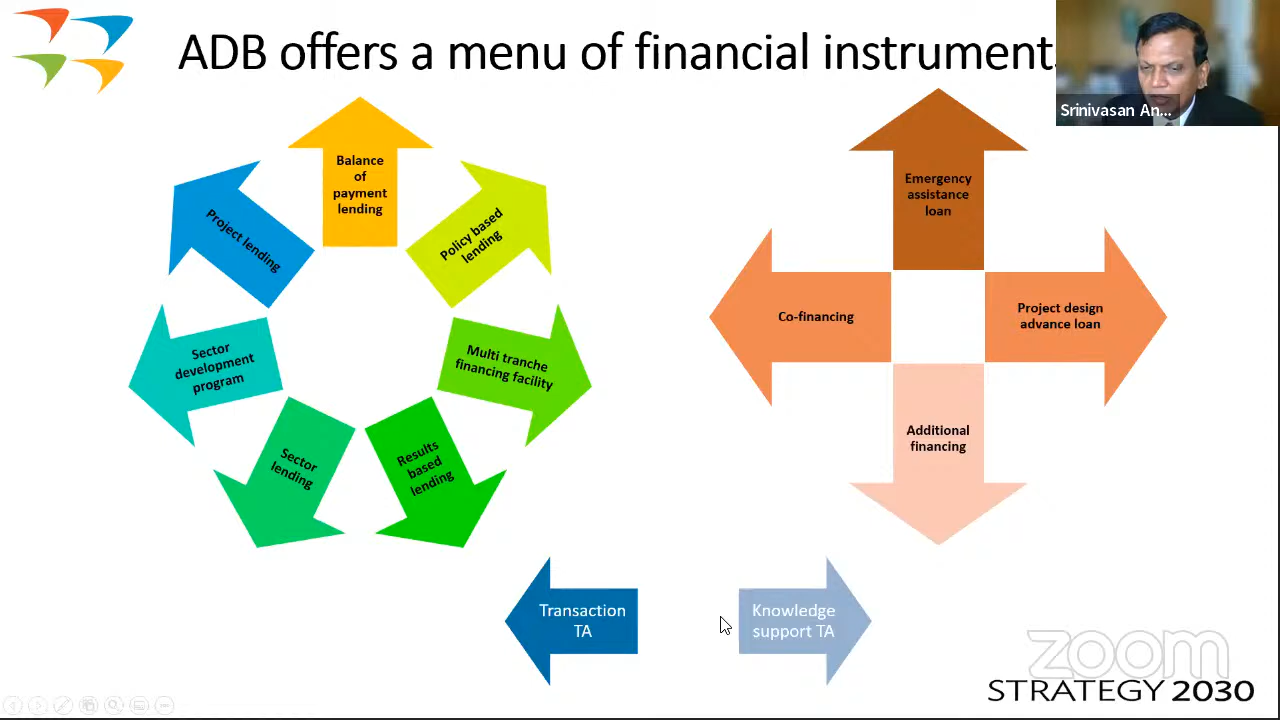 ADB offers a menu of financial instruments
Srinivasan An...
Balance
of
payment
lending
Policy based
lending
Multi tranche
financing facility
Results
based
lending
Sector
lending
Sector
development
program
Project lending
Emergency
assistance
loan
Project design
advance loan
Additional
financing
Co-financing
Transaction
TA
Knowledge
support TA
zoom
STRATEGY 2030